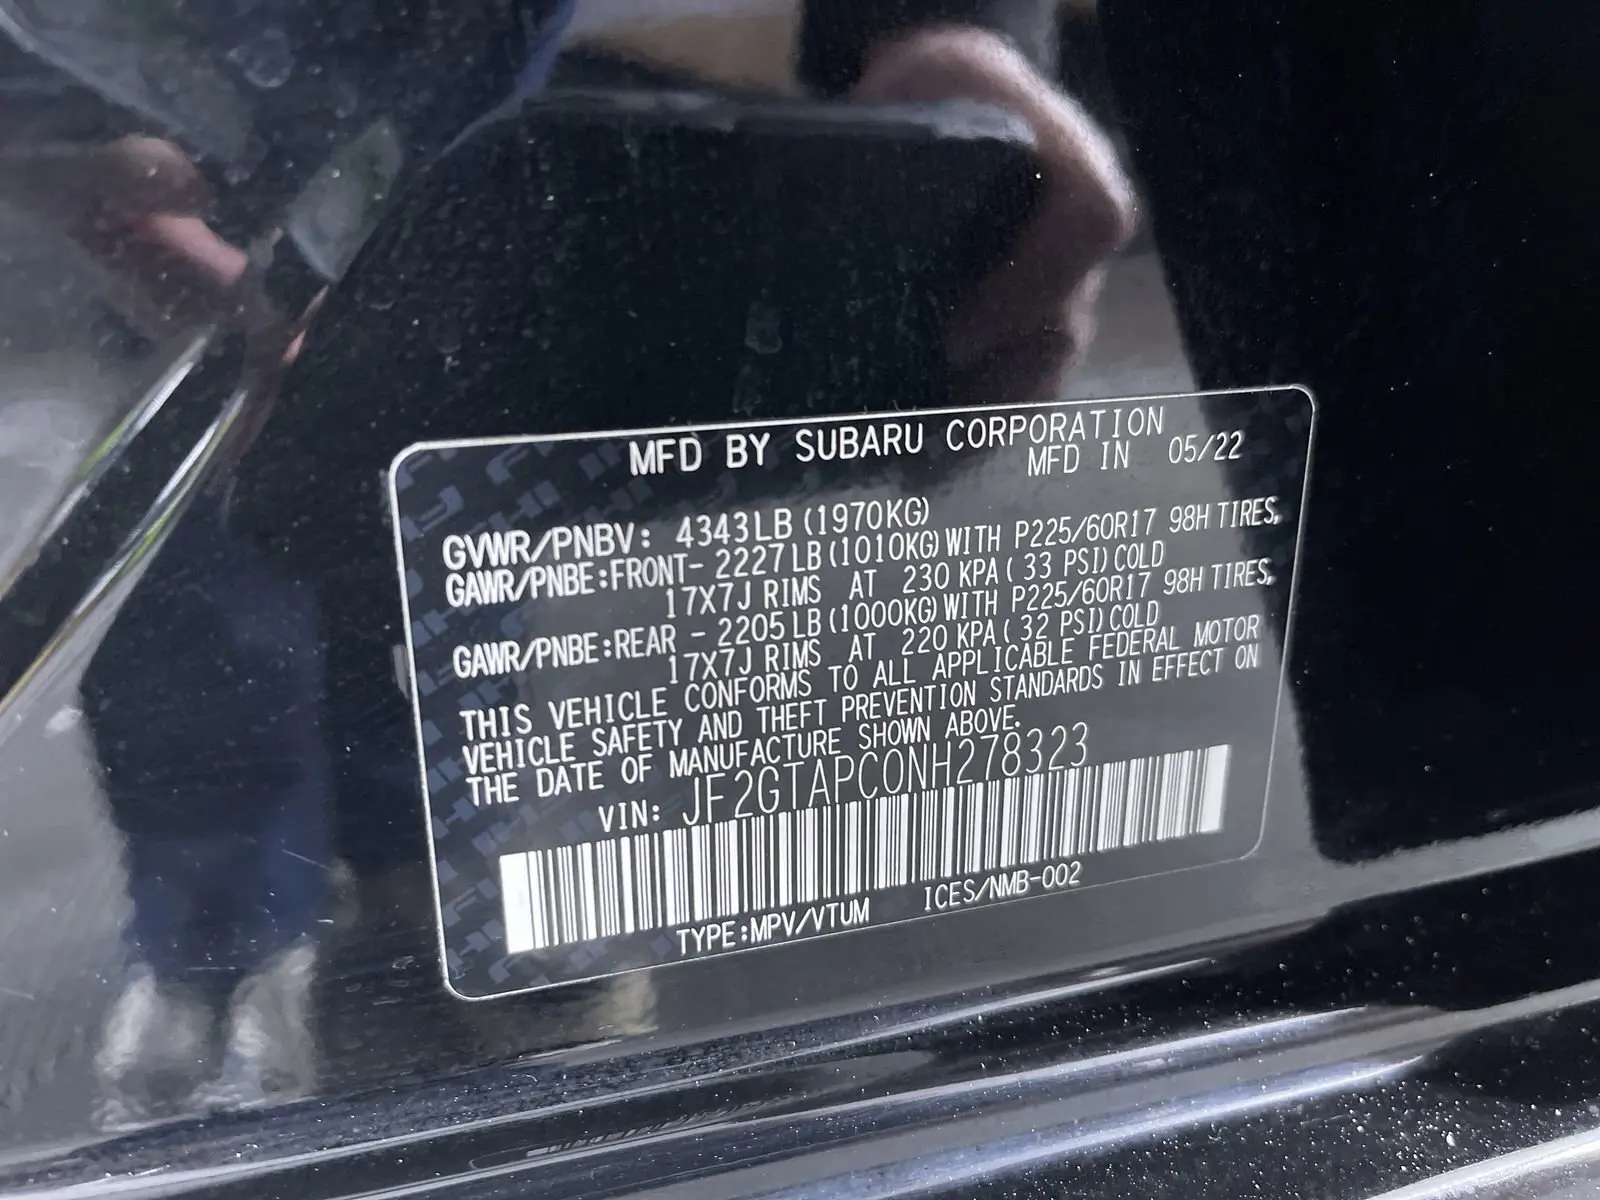 MFD BY SUBARU CORPORATION
MFD IN 05/22
GVWR/PNBV: 4343LB (1970KG)
GAWR/PNBE:FRONT- 2227LB (1010KG) WITH P225/60R17 98H TIRES,
17X7J RIMS AT 230 KPA( 33 PSI) COLD
GAWR/PNBE:REAR - 2205LB (1000KG) WITH P225/60R17 98H TIRES,
17X7J RIMS AT 220 KPA( 32 PSI) COLD
THIS VEHICLE CONFORMS TO ALL APPLICABLE FEDERAL MOTOR
VEHICLE SAFETY AND THEFT PREVENTION STANDARDS IN EFFECT ON
THE DATE OF MANUFACTURE SHOWN ABOVE.
VIN: JF2GTAPC0NH278323
TYPE:MPV/VTUM ICES/NMB-002